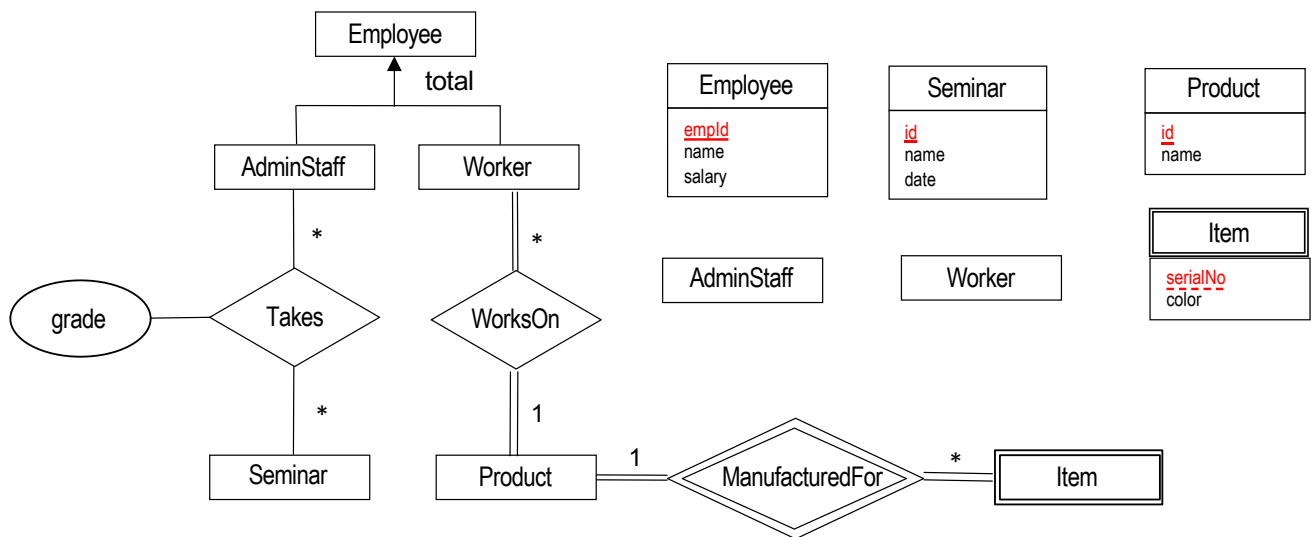 Employee
total
AdminStaff
Worker
*
*
grade
Takes
WorksOn
*
1
Seminar
Product
1
ManufacturedFor
*
Item
Employee
empId
name
salary
Seminar
id
name
date
Product
id
name
AdminStaff
Worker
Item
serialNo
color